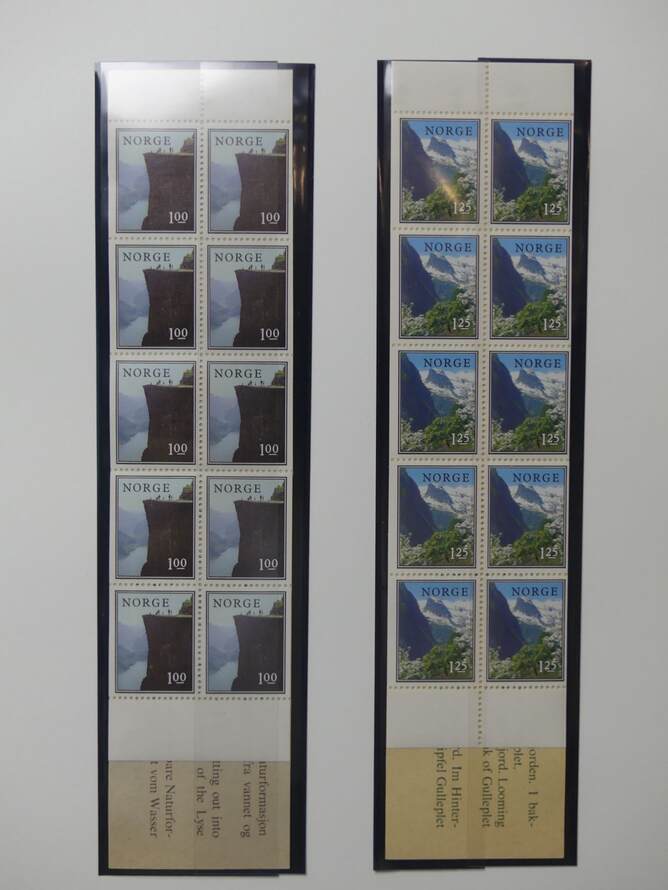 NORGE NORGE
1.00 1.00
NORGE NORGE
1.00 1.00
NORGE NORGE
1.00 1.00
NORGE NORGE
1.00 1.00
NORGE NORGE
1.00 1.00
aturformasjon
ra vannet og
tting out into
of the Lyse
are Naturfor-
t vom Wasser
NORGE NORGE
1.25 1.25
NORGE NORGE
1.25 1.25
NORGE NORGE
1.25 1.25
NORGE NORGE
1.25 1.25
NORGE NORGE
1.25 1.25
orden. I bak-
plet.
jord. Looming
k of Gulleplet
rd. Im Hinter-
ipfel Gulleplet